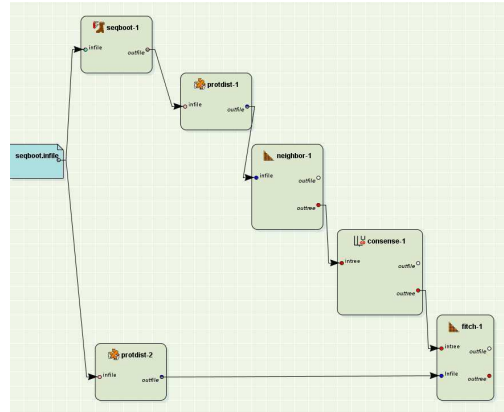 seqboot-1
infile
outfile
protdist-1
infile
outfile
seqboot.infile
neighbor-1
infile
outfile
outtree
consense-1
intree
outfile
outtree
fitch-1
intree
outfile
infile
outtree
protdist-2
infile
outfile